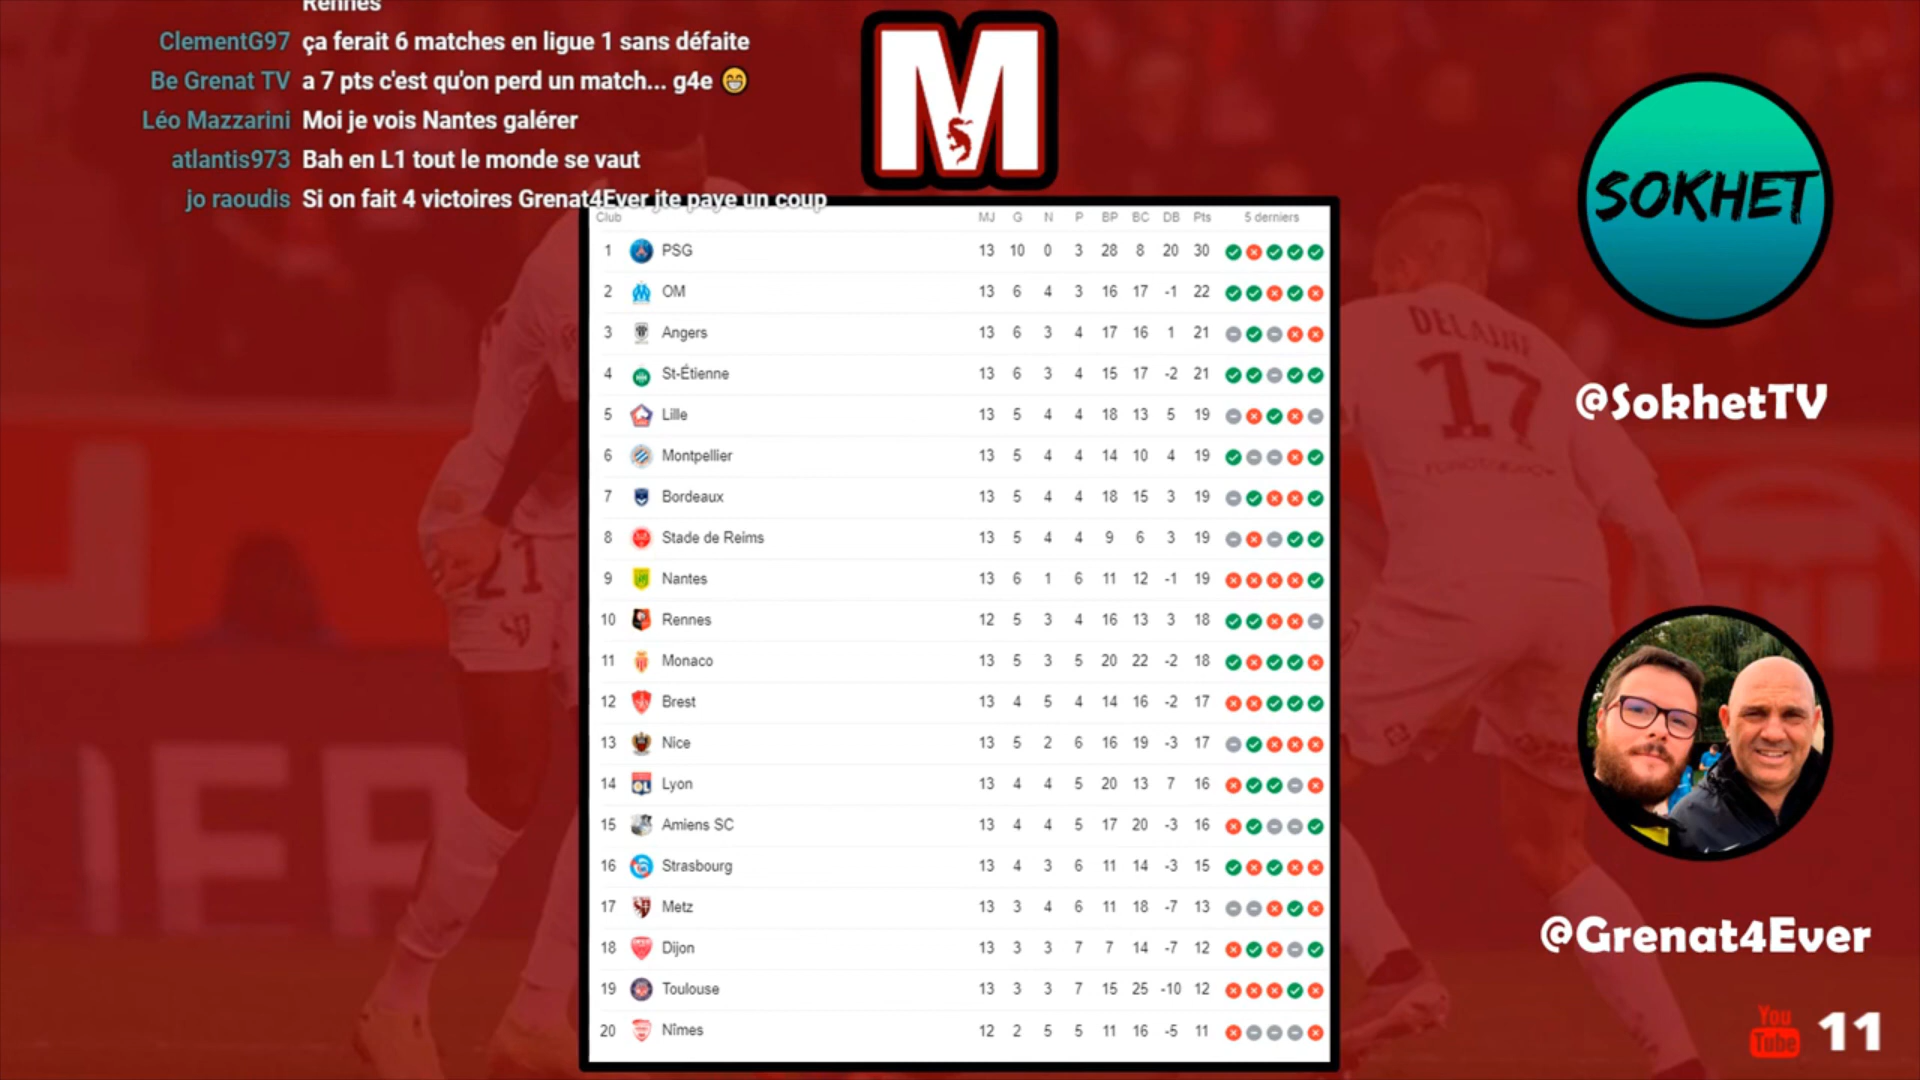 Rennes
ClementG97 ça ferait 6 matches en ligue 1 sans défaite
Be Grenat TV a 7 pts c'est qu'on perd un match... g4e 😁
Léo Mazzarini Moi je vois Nantes galérer
atlantis973 Bah en L1 tout le monde se vaut
jo raoudis Si on fait 4 victoires Grenat4Ever jte paye un coup
M
SOKHET
@SokhetTV
Club MJ G N P BP BC DB Pts 5 derniers
1 PSG 13 10 0 3 28 8 20 30
2 OM 13 6 4 3 16 17 -1 22
3 Angers 13 6 3 4 17 16 1 21
4 St-Étienne 13 6 3 4 15 17 -2 21
5 Lille 13 5 4 4 18 13 5 19
6 Montpellier 13 5 4 4 14 10 4 19
7 Bordeaux 13 5 4 4 18 15 3 19
8 Stade de Reims 13 5 4 4 9 6 3 19
9 Nantes 13 6 1 6 11 12 -1 19
10 Rennes 12 5 3 4 16 13 3 18
11 Monaco 13 5 3 5 20 22 -2 18
12 Brest 13 4 5 4 14 16 -2 17
13 Nice 13 5 2 6 16 19 -3 17
14 Lyon 13 4 4 5 20 13 7 16
15 Amiens SC 13 4 4 5 17 20 -3 16
16 Strasbourg 13 4 3 6 11 14 -3 15
17 Metz 13 3 4 6 11 18 -7 13
18 Dijon 13 3 3 7 7 14 -7 12
19 Toulouse 13 3 3 7 15 25 -10 12
20 Nîmes 12 2 5 5 11 16 -5 11
DELAINE
17
21
@Grenat4Ever
You
Tube 11